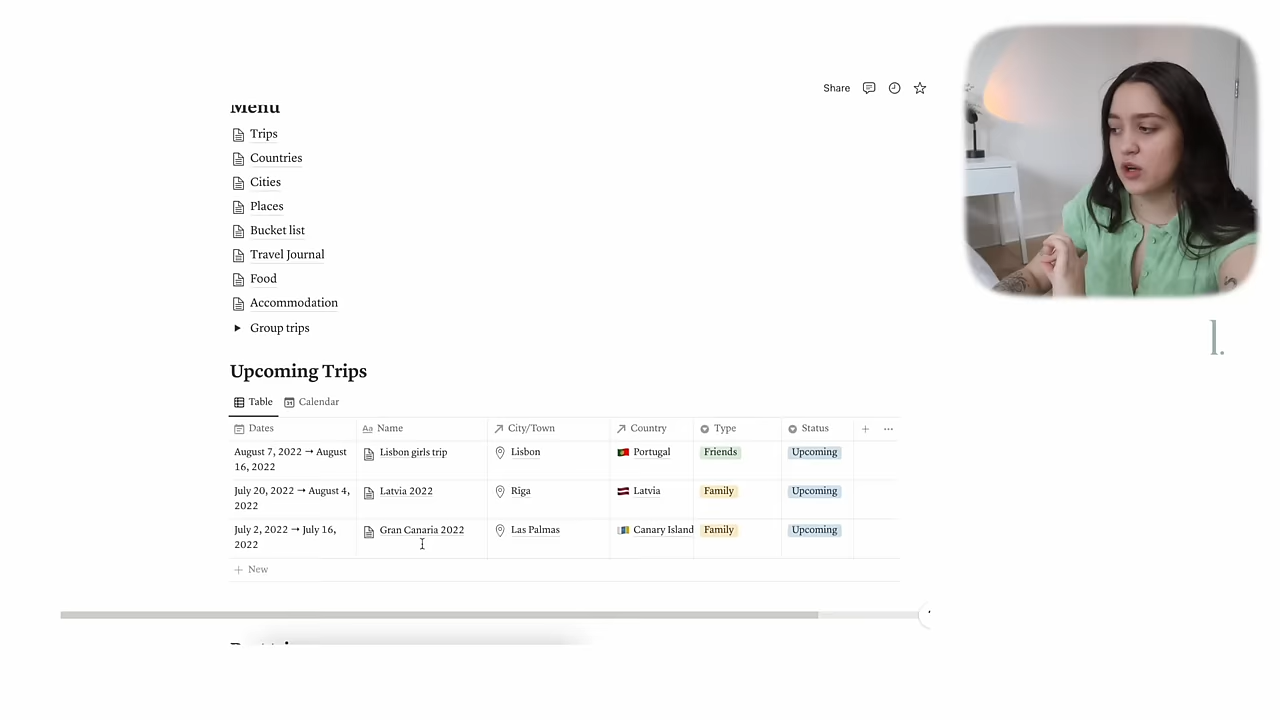 Share
Menu
Trips
Countries
Cities
Places
Bucket list
Travel Journal
Food
Accommodation
Group trips
1.
Upcoming Trips
Table Calendar
Dates Aa Name City/Town Country Type Status
August 7, 2022 → August 16, 2022 Lisbon girls trip Lisbon Portugal Friends Upcoming
July 20, 2022 → August 4, 2022 Latvia 2022 Rīga Latvia Family Upcoming
July 2, 2022 → July 16, 2022 Gran Canaria 2022 Las Palmas Canary Island Family Upcoming
+ New